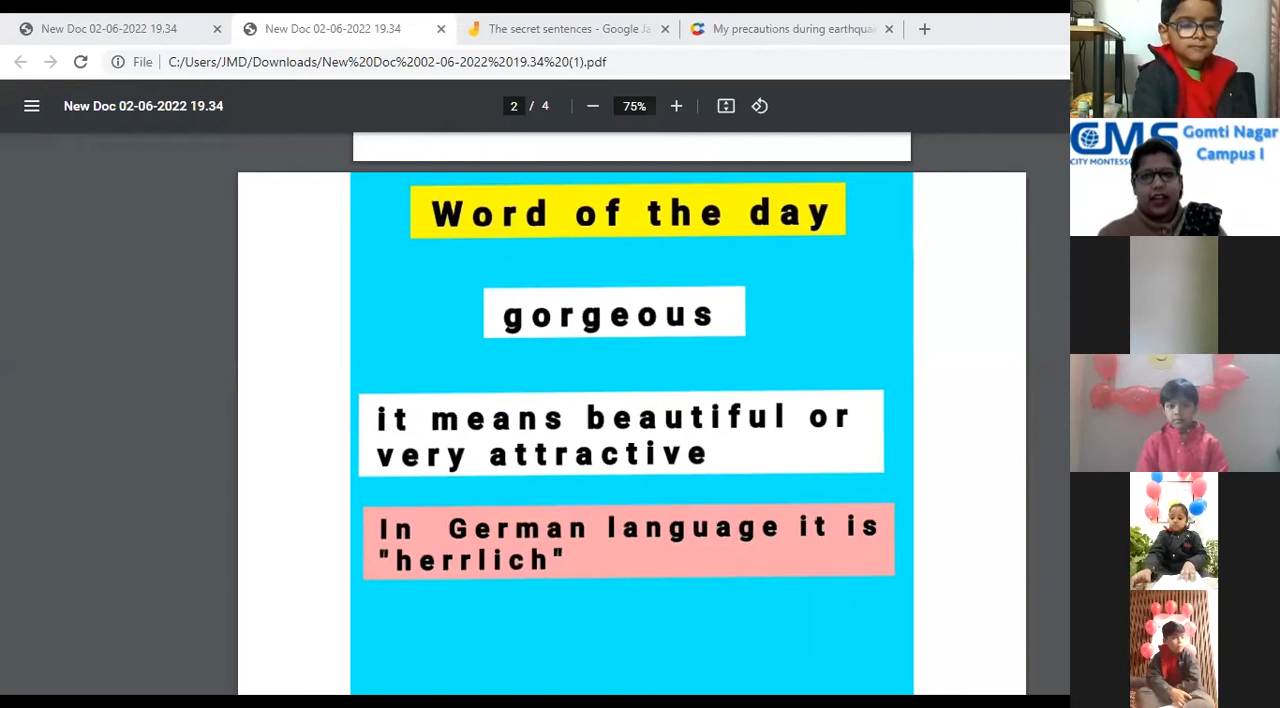 New Doc 02-06-2022 19.34
New Doc 02-06-2022 19.34
The secret sentences - Google Ja
My precautions during earthqua
File
C:/Users/JMD/Downloads/New%20Doc%2002-06-2022%2019.34%20(1).pdf
New Doc 02-06-2022 19.34
2 / 4
75%
Word of the day
gorgeous
it means beautiful or
very attractive
In German language it is
"herrlich"
CMS
CITY MONTESS
Gomti Nagar
Campus I